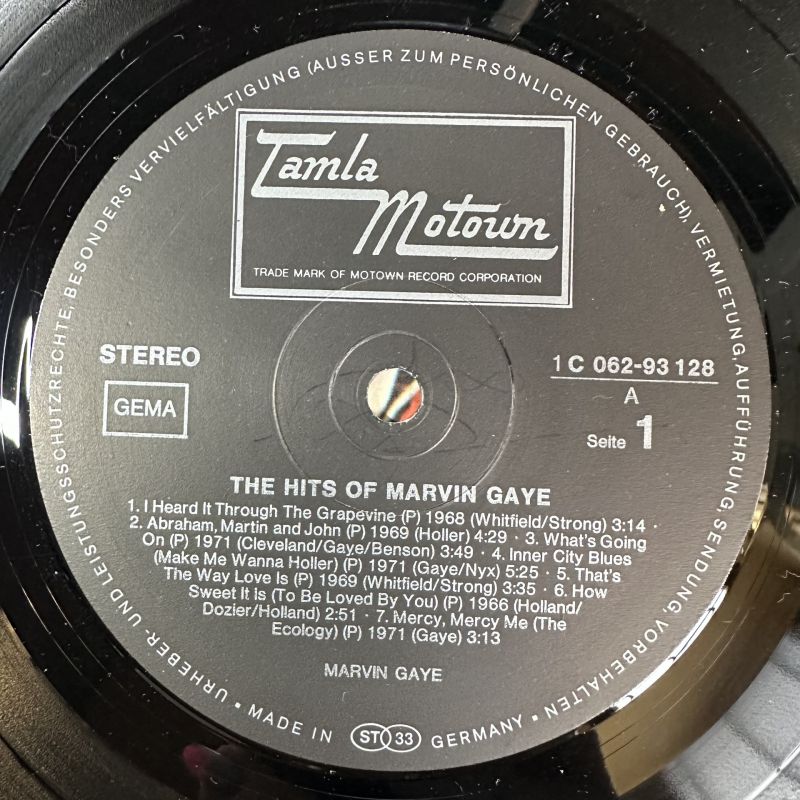 URHEBER- UND LEISTUNGSSCHUTZRECHTE, BESONDERS VERVIELFÄLTIGUNG (AUSSER ZUM PERSÖNLICHEN GEBRAUCH), VERMIETUNG, AUFFÜHRUNG, SENDUNG, VORBEHALTEN
Tamla
Motown
TRADE MARK OF MOTOWN RECORD CORPORATION
STEREO
GEMA
1 C 062-93 128
A
Seite 1
THE HITS OF MARVIN GAYE
1. I Heard It Through The Grapevine (P) 1968 (Whitfield/Strong) 3:14 ·
2. Abraham, Martin and John (P) 1969 (Holler) 4:29 · 3. What's Going
On (P) 1971 (Cleveland/Gaye/Benson) 3:49 · 4. Inner City Blues
(Make Me Wanna Holler) (P) 1971 (Gaye/Nyx) 5:25 · 5. That's
The Way Love Is (P) 1969 (Whitfield/Strong) 3:35 · 6. How
Sweet It is (To Be Loved By You) (P) 1966 (Holland/
Dozier/Holland) 2:51 · 7. Mercy, Mercy Me (The
Ecology) (P) 1971 (Gaye) 3:13
MARVIN GAYE
▪ MADE IN ST 33 GERMANY ▪